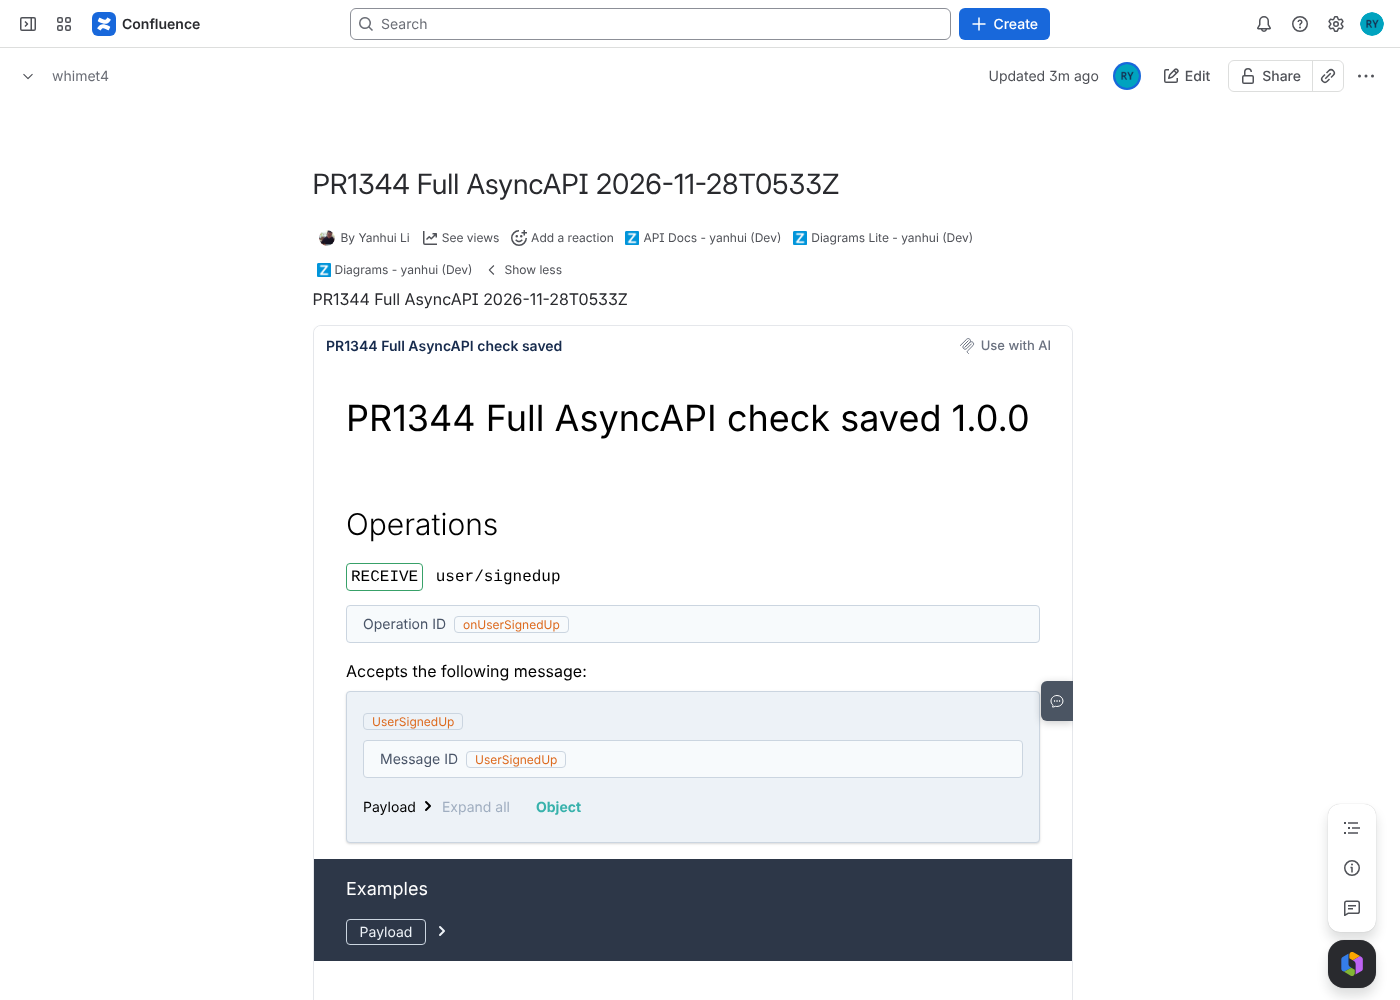 Confluence
Search
Create
RY
whimet4
Updated 3m ago
RY
Edit
Share
PR1344 Full AsyncAPI 2026-11-28T0533Z
By Yanhui Li
See views
Add a reaction
API Docs - yanhui (Dev)
Diagrams Lite - yanhui (Dev)
Diagrams - yanhui (Dev)
Show less
PR1344 Full AsyncAPI 2026-11-28T0533Z
PR1344 Full AsyncAPI check saved
Use with AI
PR1344 Full AsyncAPI check saved 1.0.0
Operations
RECEIVE user/signedup
Operation ID onUserSignedUp
Accepts the following message:
UserSignedUp
Message ID UserSignedUp
Payload Expand all Object
Examples
Payload